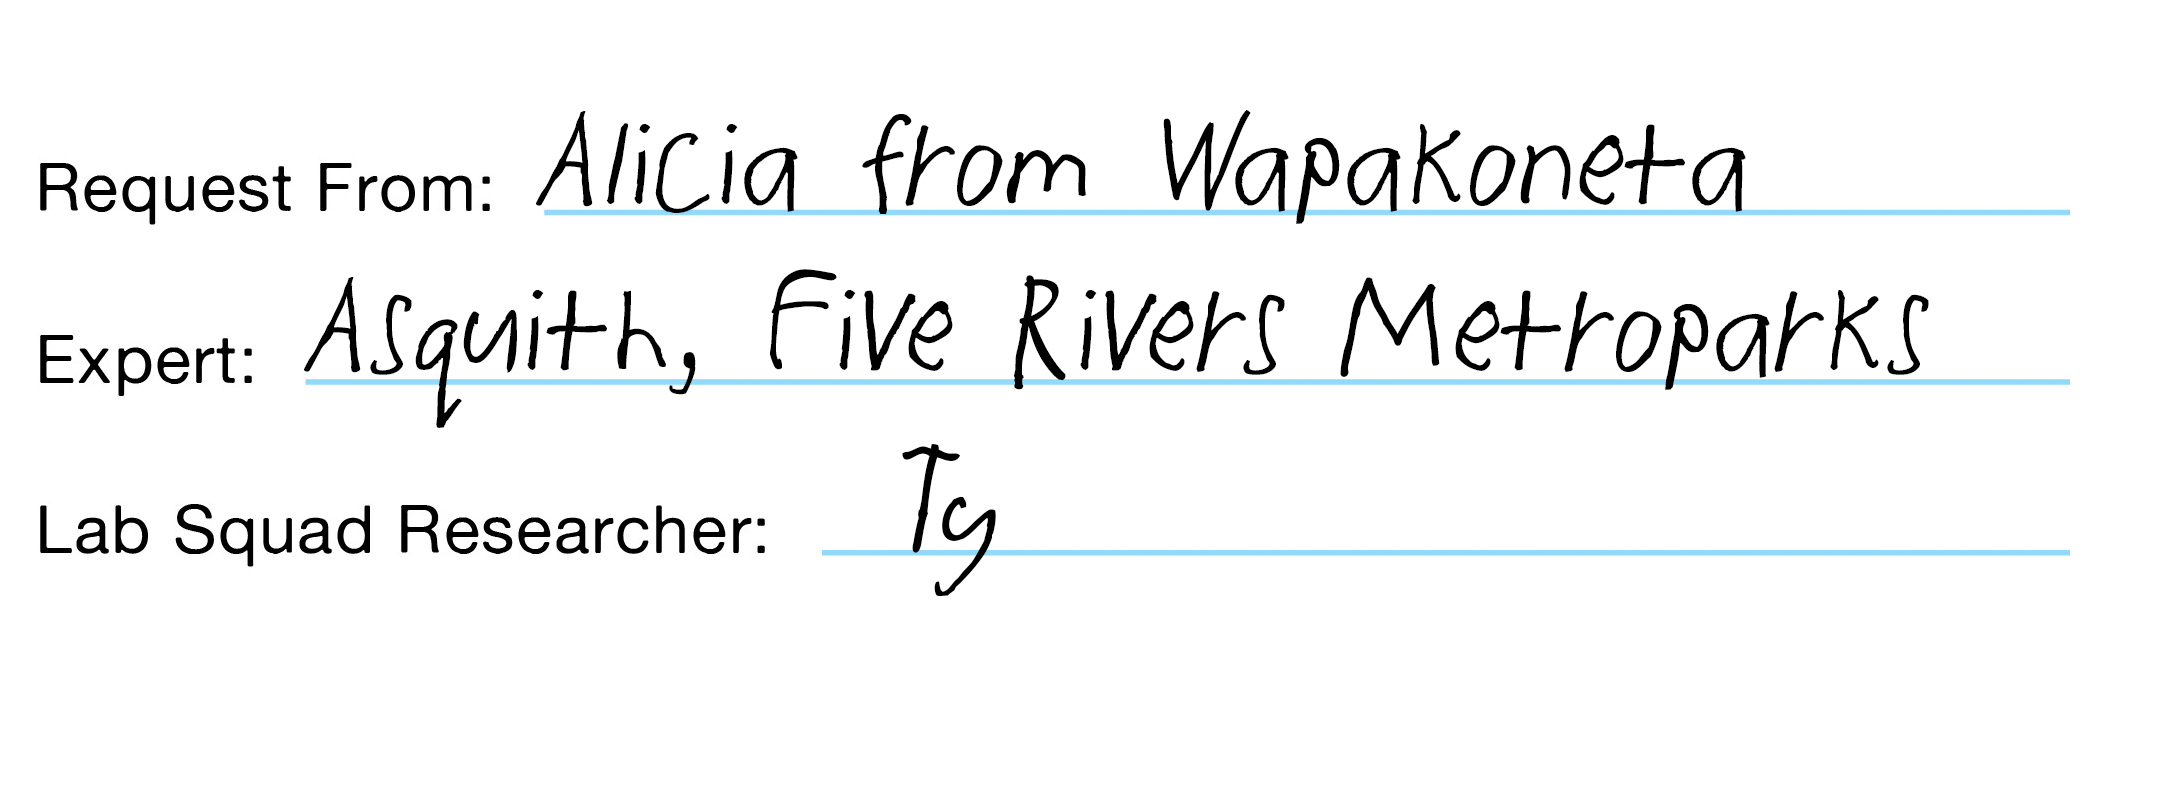 Request From: Alicia from Wapakoneta
Expert: Asquith, Five Rivers Metroparks
Lab Squad Researcher: Ty